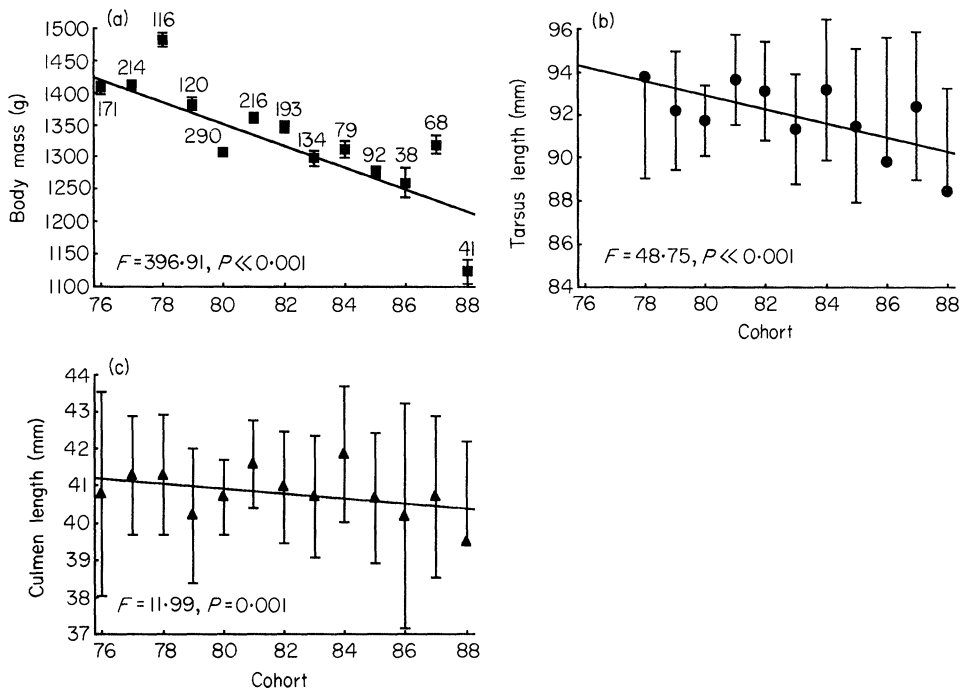 (a)
Body mass (g)
1500
1450
1400
1350
1300
1250
1200
1150
1100
171
214
116
120
290
216
193
134
79
92
38
68
41
F=396·91, P≪0·001
76 78 80 82 84 86 88
(b)
Tarsus length (mm)
96
94
92
90
88
86
84
F=48·75, P≪0·001
76 78 80 82 84 86 88
Cohort
(c)
Culmen length (mm)
44
43
42
41
40
39
38
37
F=11·99, P=0·001
76 78 80 82 84 86 88
Cohort